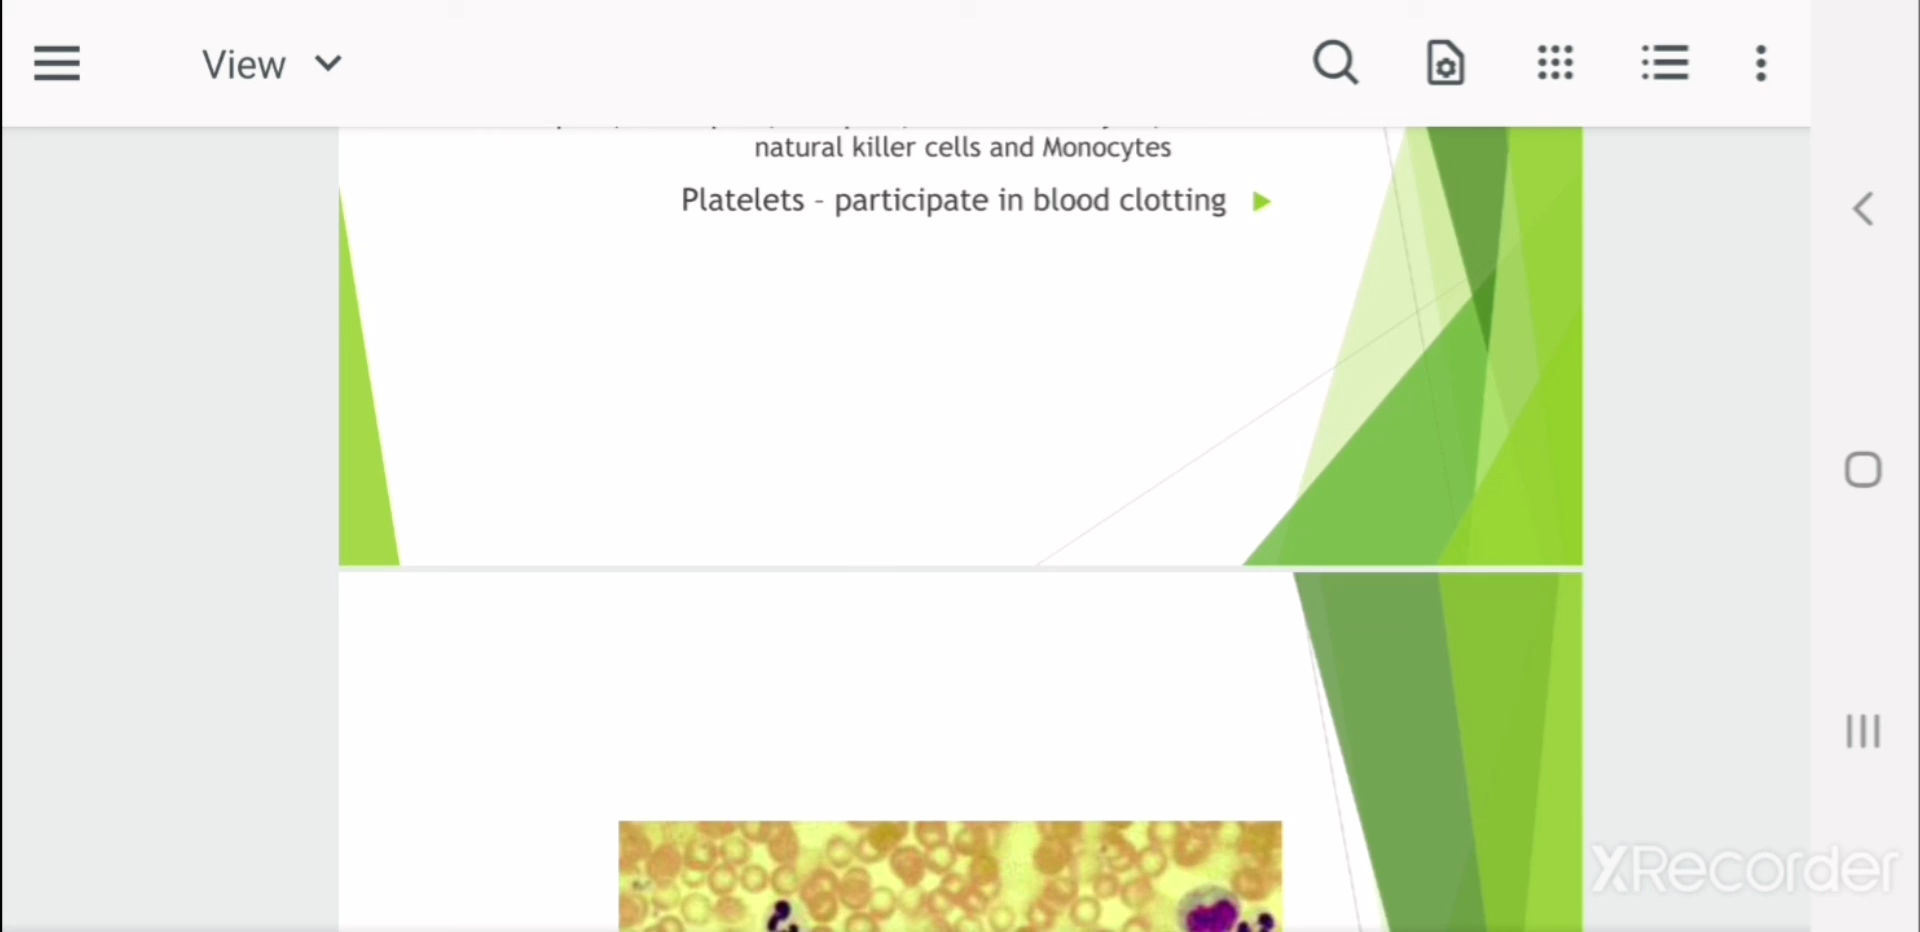 View
natural killer cells and Monocytes
Platelets - participate in blood clotting
XRecorder